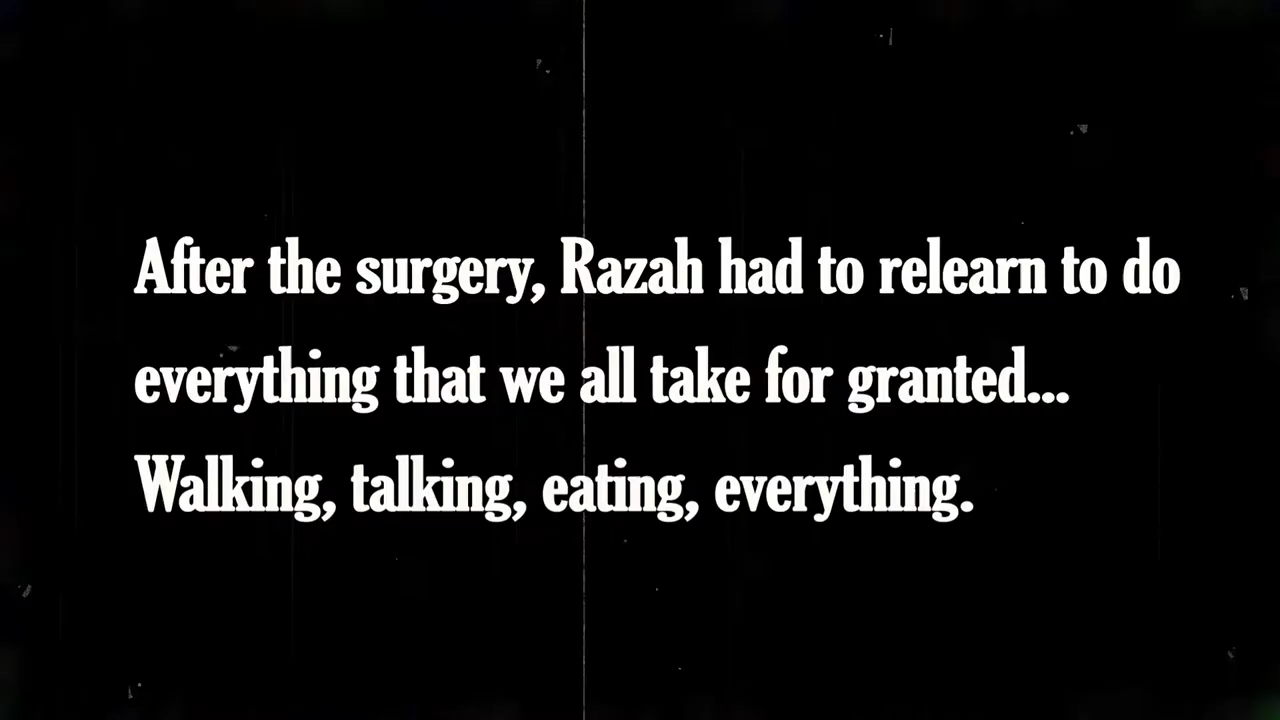 After the surgery, Razah had to relearn to do
everything that we all take for granted...
Walking, talking, eating, everything.